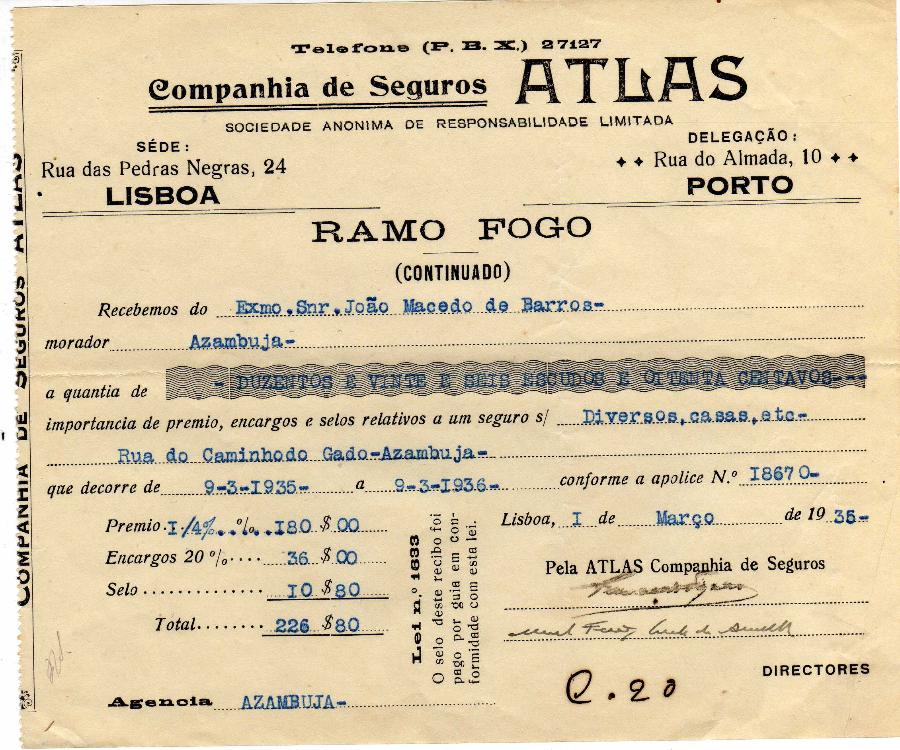 Telefone (P. B. X.) 27127
Companhia de Seguros ATLAS
SOCIEDADE ANONIMA DE RESPONSABILIDADE LIMITADA
SÉDE:
Rua das Pedras Negras, 24
LISBOA
DELEGAÇÃO:
Rua do Almada, 10
PORTO
RAMO FOGO
(CONTINUADO)
Recebemos do Exmo.Snr.João Macedo de Barros-
morador Azambuja-
a quantia de - DUZENTOS E VINTE E SEIS ESCUDOS E OITENTA CENTAVOS---
importancia de premio, encargos e selos relativos a um seguro s/ Diversos,casas,etc-
Rua do Caminhodo Gado-Azambuja-
que decorre de 9-3-1935- a 9-3-1936- conforme a apolice N.º 18670-
Premio 1/4% % 180 $00
Encargos 20 % 36 $00
Selo 10 $80
Total 226 $80
Lei n.º 1633
O selo deste recibo foi
pago por guia em con-
formidade com esta lei.
Lisboa, 1 de Março de 1935-
Pela ATLAS Companhia de Seguros
DIRECTORES
Q. 20
Agencia AZAMBUJA-
COMPANHIA DE SEGUROS ATLAS